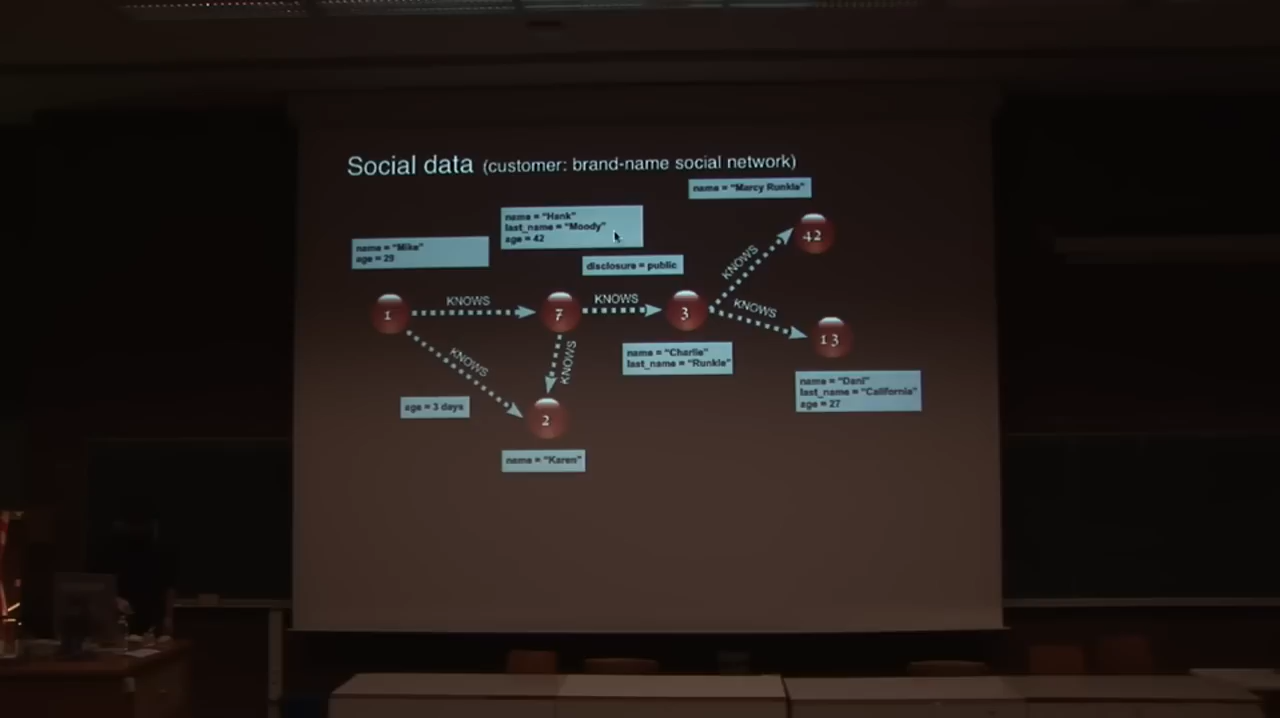 Social data (customer: brand-name social network)
name = "Marcy Runkle"
name = "Hank"
last_name = "Moody"
age = 42
name = "Mike"
age = 29
disclosure = public
42
KNOWS
KNOWS
KNOWS
KNOWS
1
7
3
13
KNOWS
KNOWS
name = "Charlie"
last_name = "Runkle"
name = "Dani"
last_name = "California"
age = 27
age = 3 days
2
name = "Karen"